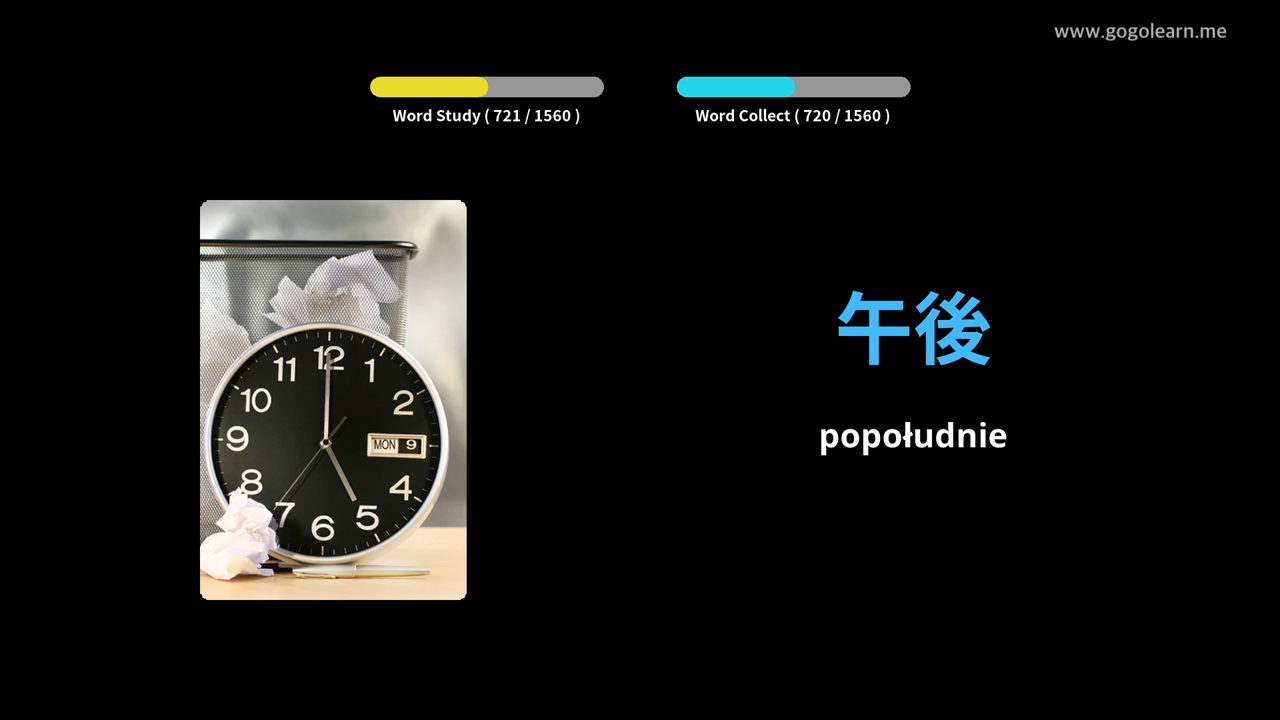 www.gogolearn.me
Word Study ( 721 / 1560 )
Word Collect ( 720 / 1560 )
12
11
1
10
2
9
MON 9
8
4
7
5
6
午後
popołudnie